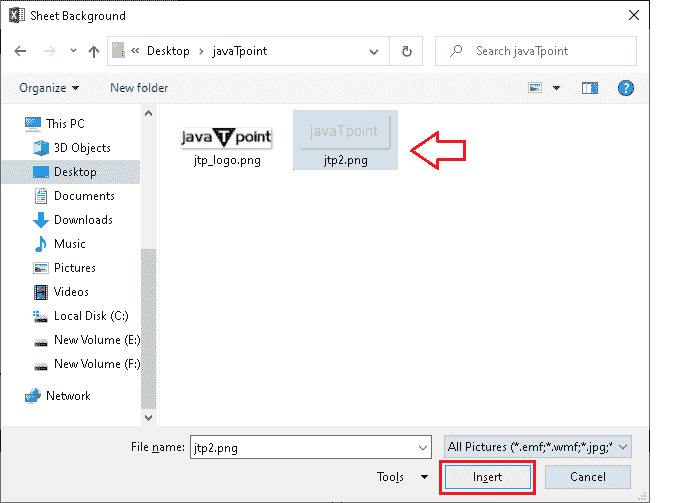 Sheet Background
« Desktop › javaTpoint
Search javaTpoint
Organize
New folder
This PC
3D Objects
Desktop
Documents
Downloads
Music
Pictures
Videos
Local Disk (C:)
New Volume (E:)
New Volume (F:)
Network
javaTpoint
jtp_logo.png
javaTpoint
jtp2.png
File name: jtp2.png
All Pictures (*.emf;*.wmf;*.jpg;*
Tools
Insert
Cancel